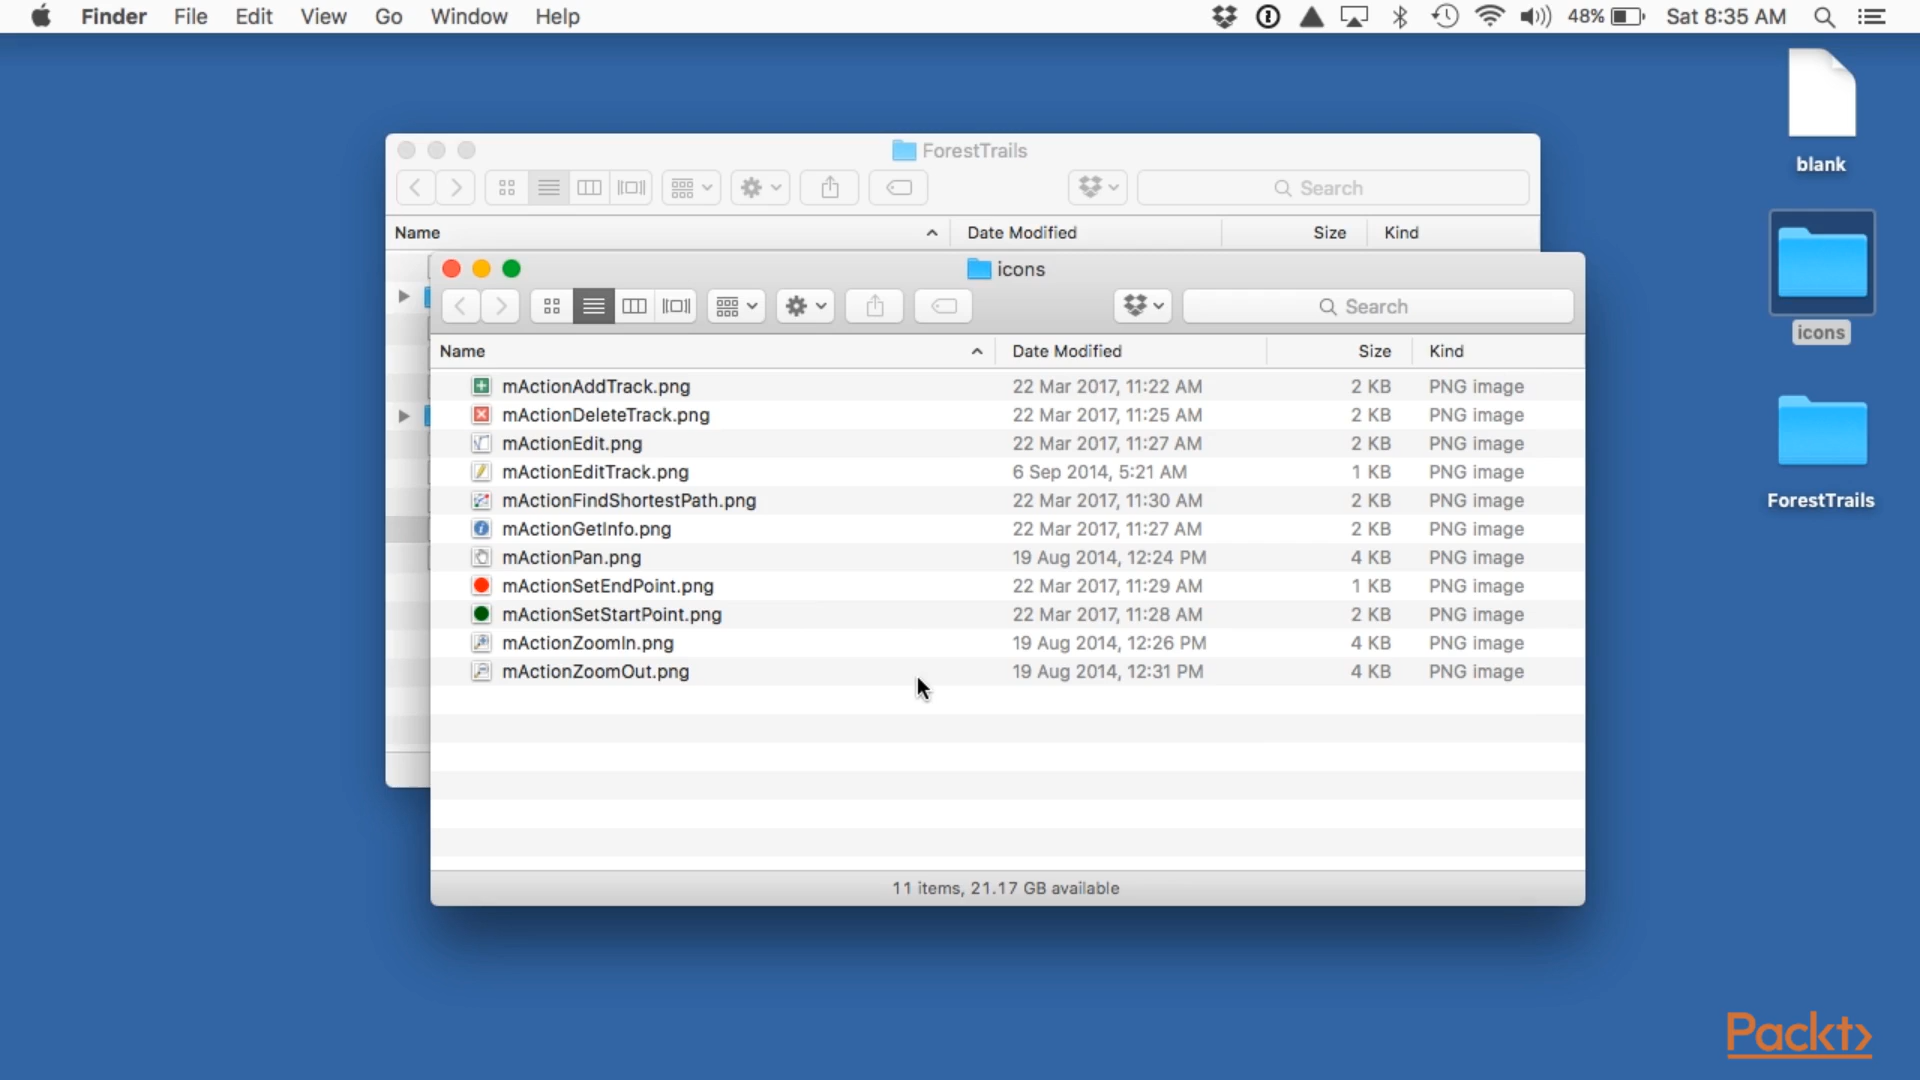 Finder File Edit View Go Window Help 48% Sat 8:35 AM
blank
ForestTrails
Search
Name Date Modified Size Kind
icons
Search
icons
Name Date Modified Size Kind
mActionAddTrack.png 22 Mar 2017, 11:22 AM 2 KB PNG image
mActionDeleteTrack.png 22 Mar 2017, 11:25 AM 2 KB PNG image
mActionEdit.png 22 Mar 2017, 11:27 AM 2 KB PNG image
mActionEditTrack.png 6 Sep 2014, 5:21 AM 1 KB PNG image
mActionFindShortestPath.png 22 Mar 2017, 11:30 AM 2 KB PNG image
ForestTrails
mActionGetInfo.png 22 Mar 2017, 11:27 AM 2 KB PNG image
mActionPan.png 19 Aug 2014, 12:24 PM 4 KB PNG image
mActionSetEndPoint.png 22 Mar 2017, 11:29 AM 1 KB PNG image
mActionSetStartPoint.png 22 Mar 2017, 11:28 AM 2 KB PNG image
mActionZoomIn.png 19 Aug 2014, 12:26 PM 4 KB PNG image
mActionZoomOut.png 19 Aug 2014, 12:31 PM 4 KB PNG image
11 items, 21.17 GB available
Packt>